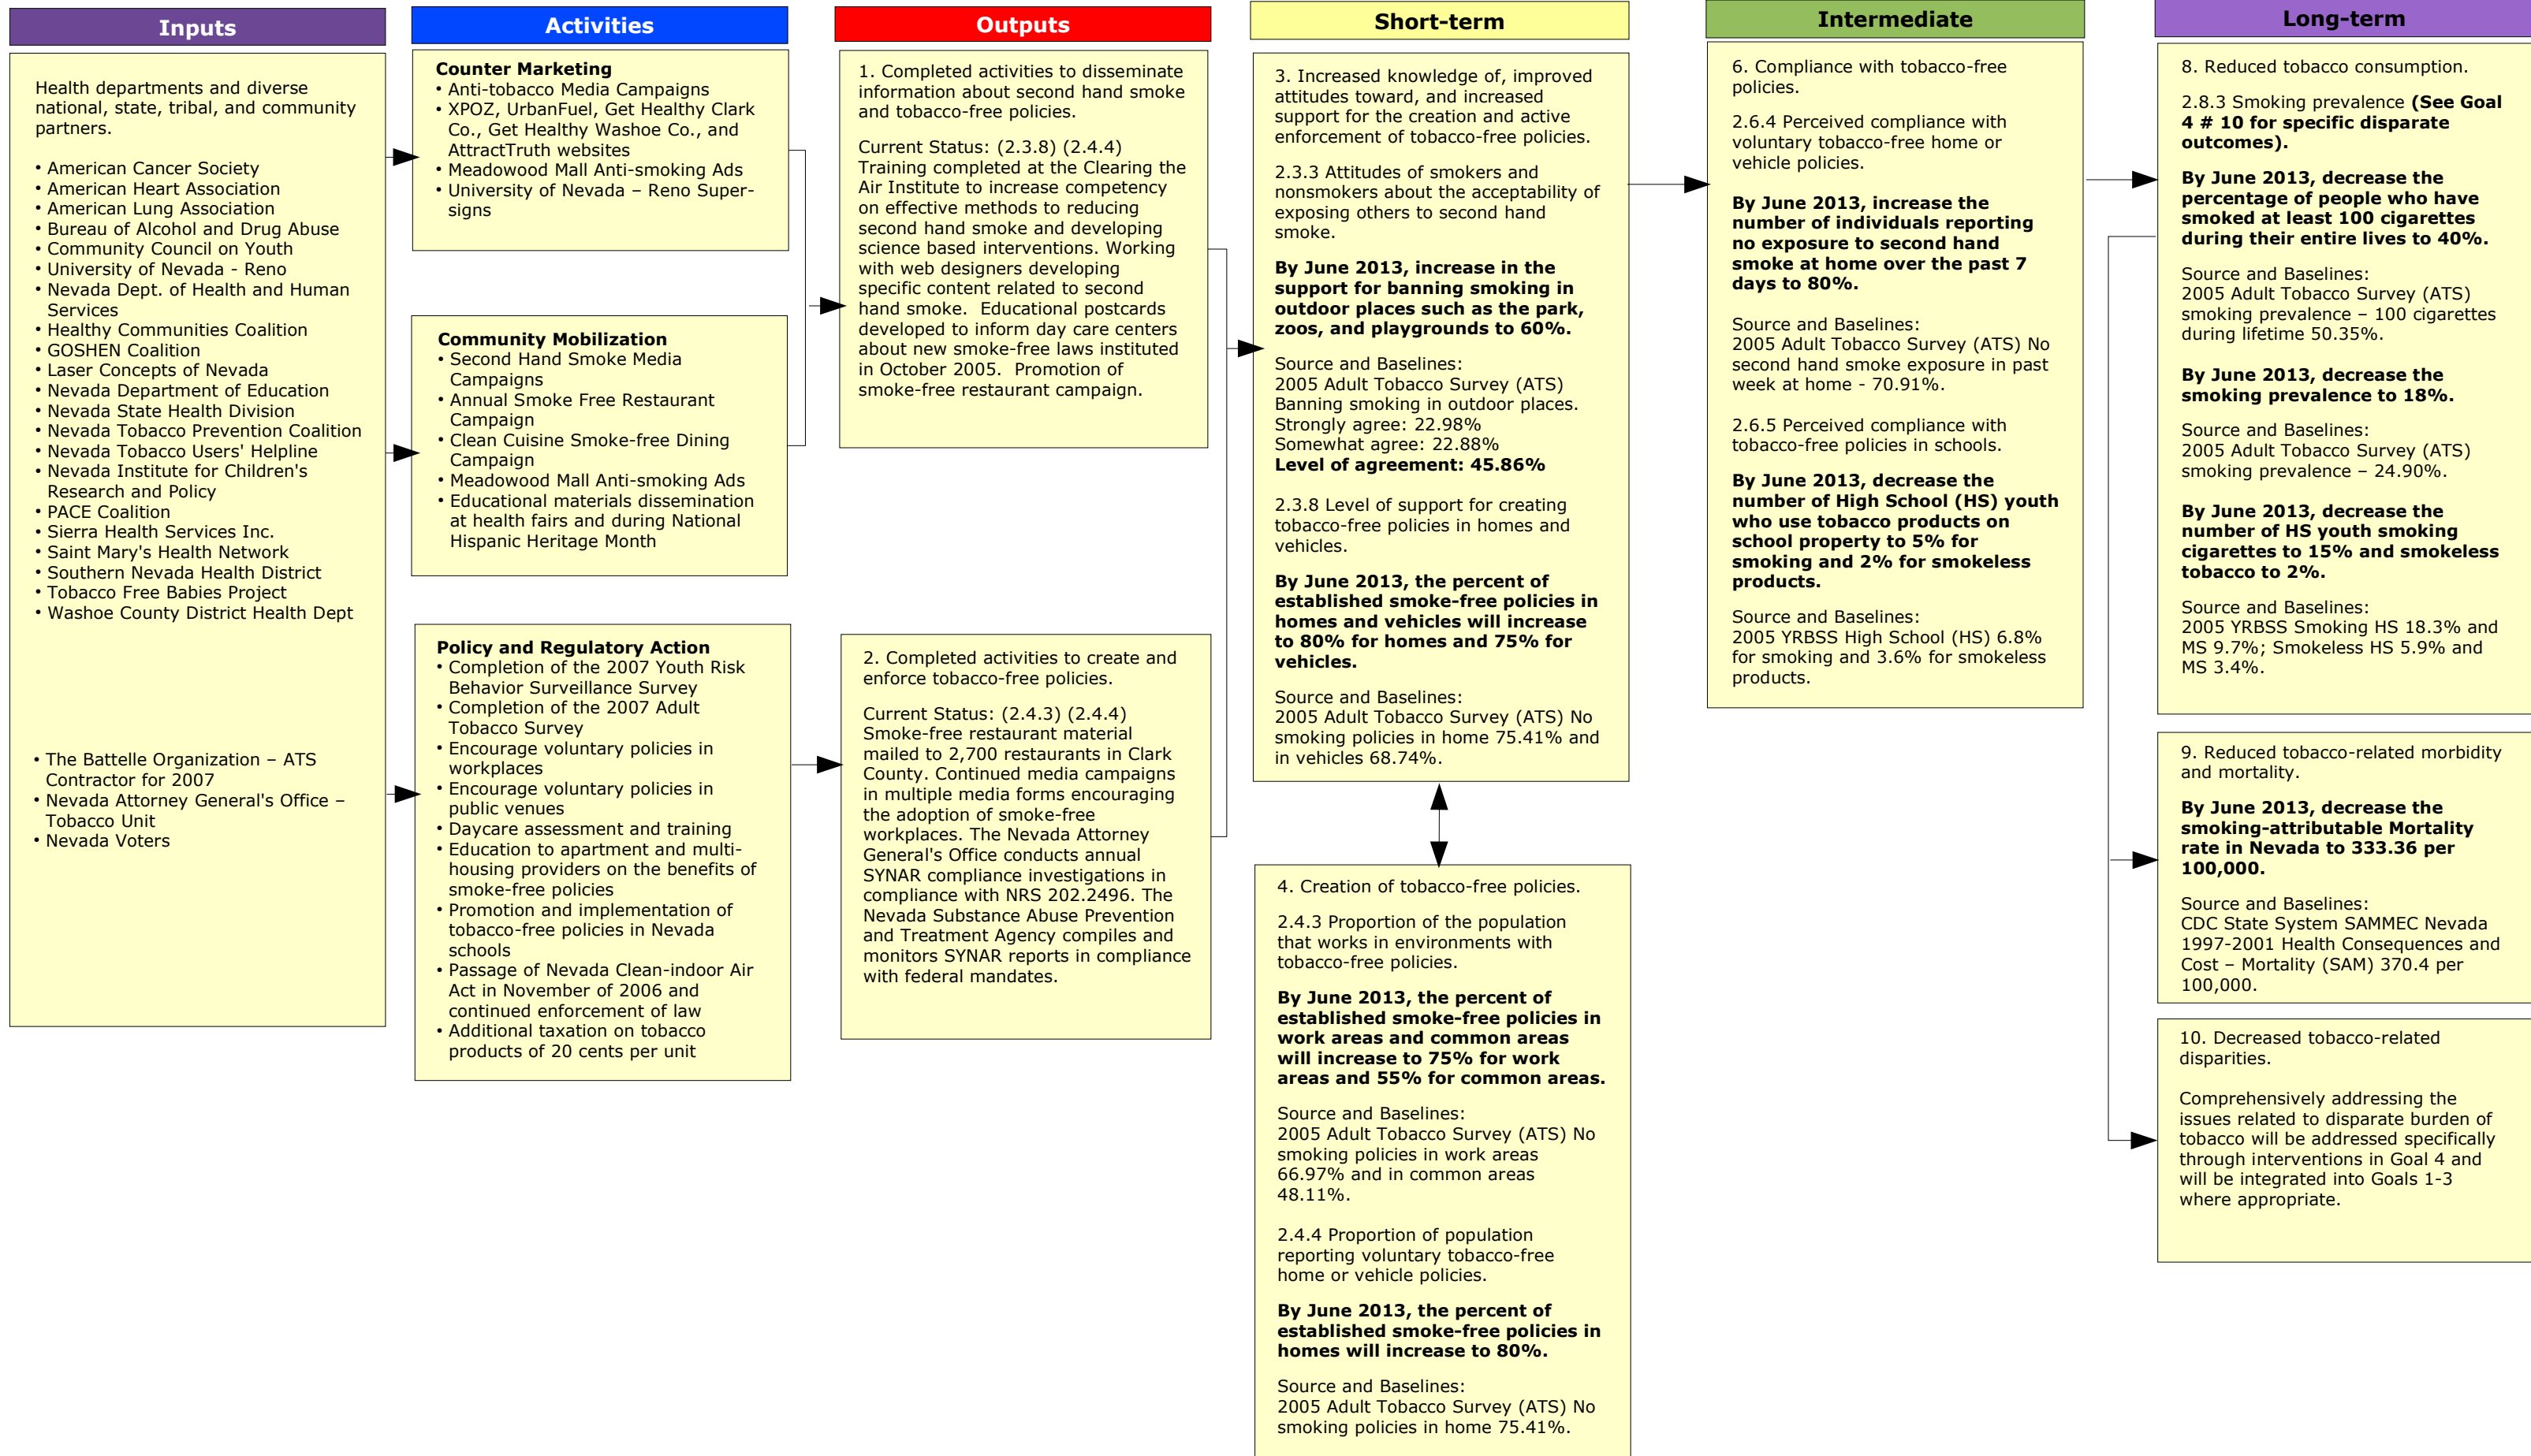 Inputs
Health departments and diverse
national, state, tribal, and community
partners.
• American Cancer Society
• American Heart Association
• American Lung Association
• Bureau of Alcohol and Drug Abuse
• Community Council on Youth
• University of Nevada - Reno
• Nevada Dept. of Health and Human
Services
• Healthy Communities Coalition
• GOSHEN Coalition
• Laser Concepts of Nevada
• Nevada Department of Education
• Nevada State Health Division
• Nevada Tobacco Prevention Coalition
• Nevada Tobacco Users' Helpline
• Nevada Institute for Children's
Research and Policy
• PACE Coalition
• Sierra Health Services Inc.
• Saint Mary's Health Network
• Southern Nevada Health District
• Tobacco Free Babies Project
• Washoe County District Health Dept
• The Battelle Organization – ATS
Contractor for 2007
• Nevada Attorney General's Office –
Tobacco Unit
• Nevada Voters
Activities
Counter Marketing
• Anti-tobacco Media Campaigns
• XPOZ, UrbanFuel, Get Healthy Clark
Co., Get Healthy Washoe Co., and
AttractTruth websites
• Meadowood Mall Anti-smoking Ads
• University of Nevada – Reno Super-
signs
Community Mobilization
• Second Hand Smoke Media
Campaigns
• Annual Smoke Free Restaurant
Campaign
• Clean Cuisine Smoke-free Dining
Campaign
• Meadowood Mall Anti-smoking Ads
• Educational materials dissemination
at health fairs and during National
Hispanic Heritage Month
Policy and Regulatory Action
• Completion of the 2007 Youth Risk
Behavior Surveillance Survey
• Completion of the 2007 Adult
Tobacco Survey
• Encourage voluntary policies in
workplaces
• Encourage voluntary policies in
public venues
• Daycare assessment and training
• Education to apartment and multi-
housing providers on the benefits of
smoke-free policies
• Promotion and implementation of
tobacco-free policies in Nevada
schools
• Passage of Nevada Clean-indoor Air
Act in November of 2006 and
continued enforcement of law
• Additional taxation on tobacco
products of 20 cents per unit
Outputs
1. Completed activities to disseminate
information about second hand smoke
and tobacco-free policies.
Current Status: (2.3.8) (2.4.4)
Training completed at the Clearing the
Air Institute to increase competency
on effective methods to reducing
second hand smoke and developing
science based interventions. Working
with web designers developing
specific content related to second
hand smoke. Educational postcards
developed to inform day care centers
about new smoke-free laws instituted
in October 2005. Promotion of
smoke-free restaurant campaign.
2. Completed activities to create and
enforce tobacco-free policies.
Current Status: (2.4.3) (2.4.4)
Smoke-free restaurant material
mailed to 2,700 restaurants in Clark
County. Continued media campaigns
in multiple media forms encouraging
the adoption of smoke-free
workplaces. The Nevada Attorney
General's Office conducts annual
SYNAR compliance investigations in
compliance with NRS 202.2496. The
Nevada Substance Abuse Prevention
and Treatment Agency compiles and
monitors SYNAR reports in compliance
with federal mandates.
Short-term
3. Increased knowledge of, improved
attitudes toward, and increased
support for the creation and active
enforcement of tobacco-free policies.
2.3.3 Attitudes of smokers and
nonsmokers about the acceptability of
exposing others to second hand
smoke.
By June 2013, increase in the
support for banning smoking in
outdoor places such as the park,
zoos, and playgrounds to 60%.
Source and Baselines:
2005 Adult Tobacco Survey (ATS)
Banning smoking in outdoor places.
Strongly agree: 22.98%
Somewhat agree: 22.88%
Level of agreement: 45.86%
2.3.8 Level of support for creating
tobacco-free policies in homes and
vehicles.
By June 2013, the percent of
established smoke-free policies in
homes and vehicles will increase
to 80% for homes and 75% for
vehicles.
Source and Baselines:
2005 Adult Tobacco Survey (ATS) No
smoking policies in home 75.41% and
in vehicles 68.74%.
4. Creation of tobacco-free policies.
2.4.3 Proportion of the population
that works in environments with
tobacco-free policies.
By June 2013, the percent of
established smoke-free policies in
work areas and common areas
will increase to 75% for work
areas and 55% for common areas.
Source and Baselines:
2005 Adult Tobacco Survey (ATS) No
smoking policies in work areas
66.97% and in common areas
48.11%.
2.4.4 Proportion of population
reporting voluntary tobacco-free
home or vehicle policies.
By June 2013, the percent of
established smoke-free policies in
homes will increase to 80%.
Source and Baselines:
2005 Adult Tobacco Survey (ATS) No
smoking policies in home 75.41%.
Intermediate
6. Compliance with tobacco-free
policies.
2.6.4 Perceived compliance with
voluntary tobacco-free home or
vehicle policies.
By June 2013, increase the
number of individuals reporting
no exposure to second hand
smoke at home over the past 7
days to 80%.
Source and Baselines:
2005 Adult Tobacco Survey (ATS) No
second hand smoke exposure in past
week at home - 70.91%.
2.6.5 Perceived compliance with
tobacco-free policies in schools.
By June 2013, decrease the
number of High School (HS) youth
who use tobacco products on
school property to 5% for
smoking and 2% for smokeless
products.
Source and Baselines:
2005 YRBSS High School (HS) 6.8%
for smoking and 3.6% for smokeless
products.
Long-term
8. Reduced tobacco consumption.
2.8.3 Smoking prevalence (See Goal
4 # 10 for specific disparate
outcomes).
By June 2013, decrease the
percentage of people who have
smoked at least 100 cigarettes
during their entire lives to 40%.
Source and Baselines:
2005 Adult Tobacco Survey (ATS)
smoking prevalence – 100 cigarettes
during lifetime 50.35%.
By June 2013, decrease the
smoking prevalence to 18%.
Source and Baselines:
2005 Adult Tobacco Survey (ATS)
smoking prevalence – 24.90%.
By June 2013, decrease the
number of HS youth smoking
cigarettes to 15% and smokeless
tobacco to 2%.
Source and Baselines:
2005 YRBSS Smoking HS 18.3% and
MS 9.7%; Smokeless HS 5.9% and
MS 3.4%.
9. Reduced tobacco-related morbidity
and mortality.
By June 2013, decrease the
smoking-attributable Mortality
rate in Nevada to 333.36 per
100,000.
Source and Baselines:
CDC State System SAMMEC Nevada
1997-2001 Health Consequences and
Cost – Mortality (SAM) 370.4 per
100,000.
10. Decreased tobacco-related
disparities.
Comprehensively addressing the
issues related to disparate burden of
tobacco will be addressed specifically
through interventions in Goal 4 and
will be integrated into Goals 1-3
where appropriate.